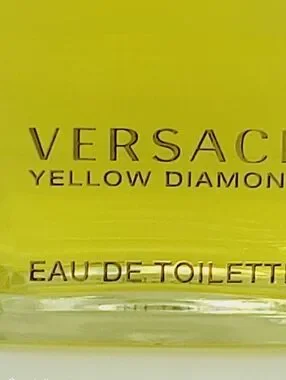 VERSAC
YELLOW DIAMON
EAU DE TOILETT